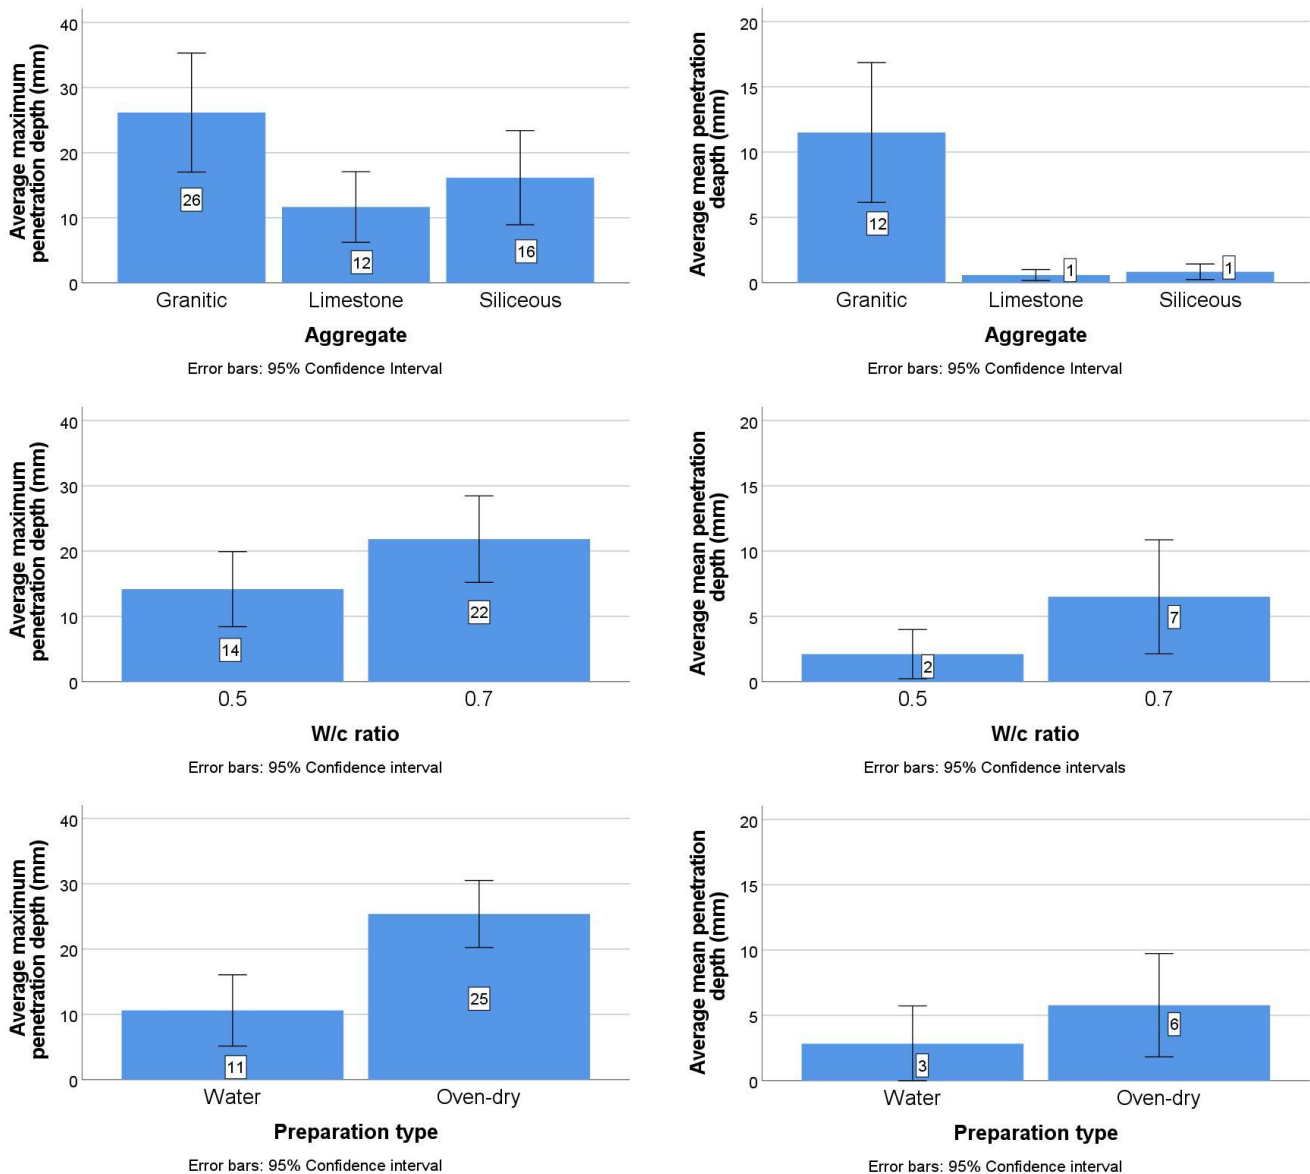 Average maximum
penetration depth (mm)
40
30
20
10
0
26
12
16
Granitic
Limestone
Siliceous
Aggregate
Error bars: 95% Confidence Interval
Average mean penetration
deapth (mm)
20
15
10
5
0
12
1
1
Granitic
Limestone
Siliceous
Aggregate
Error bars: 95% Confidence Interval
Average maximum
penetration depth (mm)
40
30
20
10
0
14
22
0.5
0.7
W/c ratio
Error bars: 95% Confidence interval
Average mean penetration
depth (mm)
20
15
10
5
0
2
7
0.5
0.7
W/c ratio
Error bars: 95% Confidence intervals
Average maximum
penetration depth (mm)
40
30
20
10
0
11
25
Water
Oven-dry
Preparation type
Error bars: 95% Confidence interval
Average mean penetration
depth (mm)
20
15
10
5
0
3
6
Water
Oven-dry
Preparation type
Error bars: 95% Confidence interval